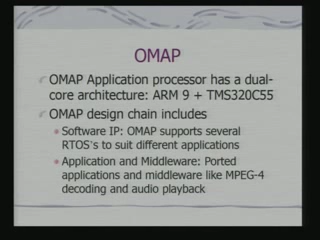 OMAP
OMAP Application processor has a dual-
core architecture: ARM 9 + TMS320C55
OMAP design chain includes
Software IP: OMAP supports several
RTOS's to suit different applications
Application and Middleware: Ported
applications and middleware like MPEG-4
decoding and audio playback